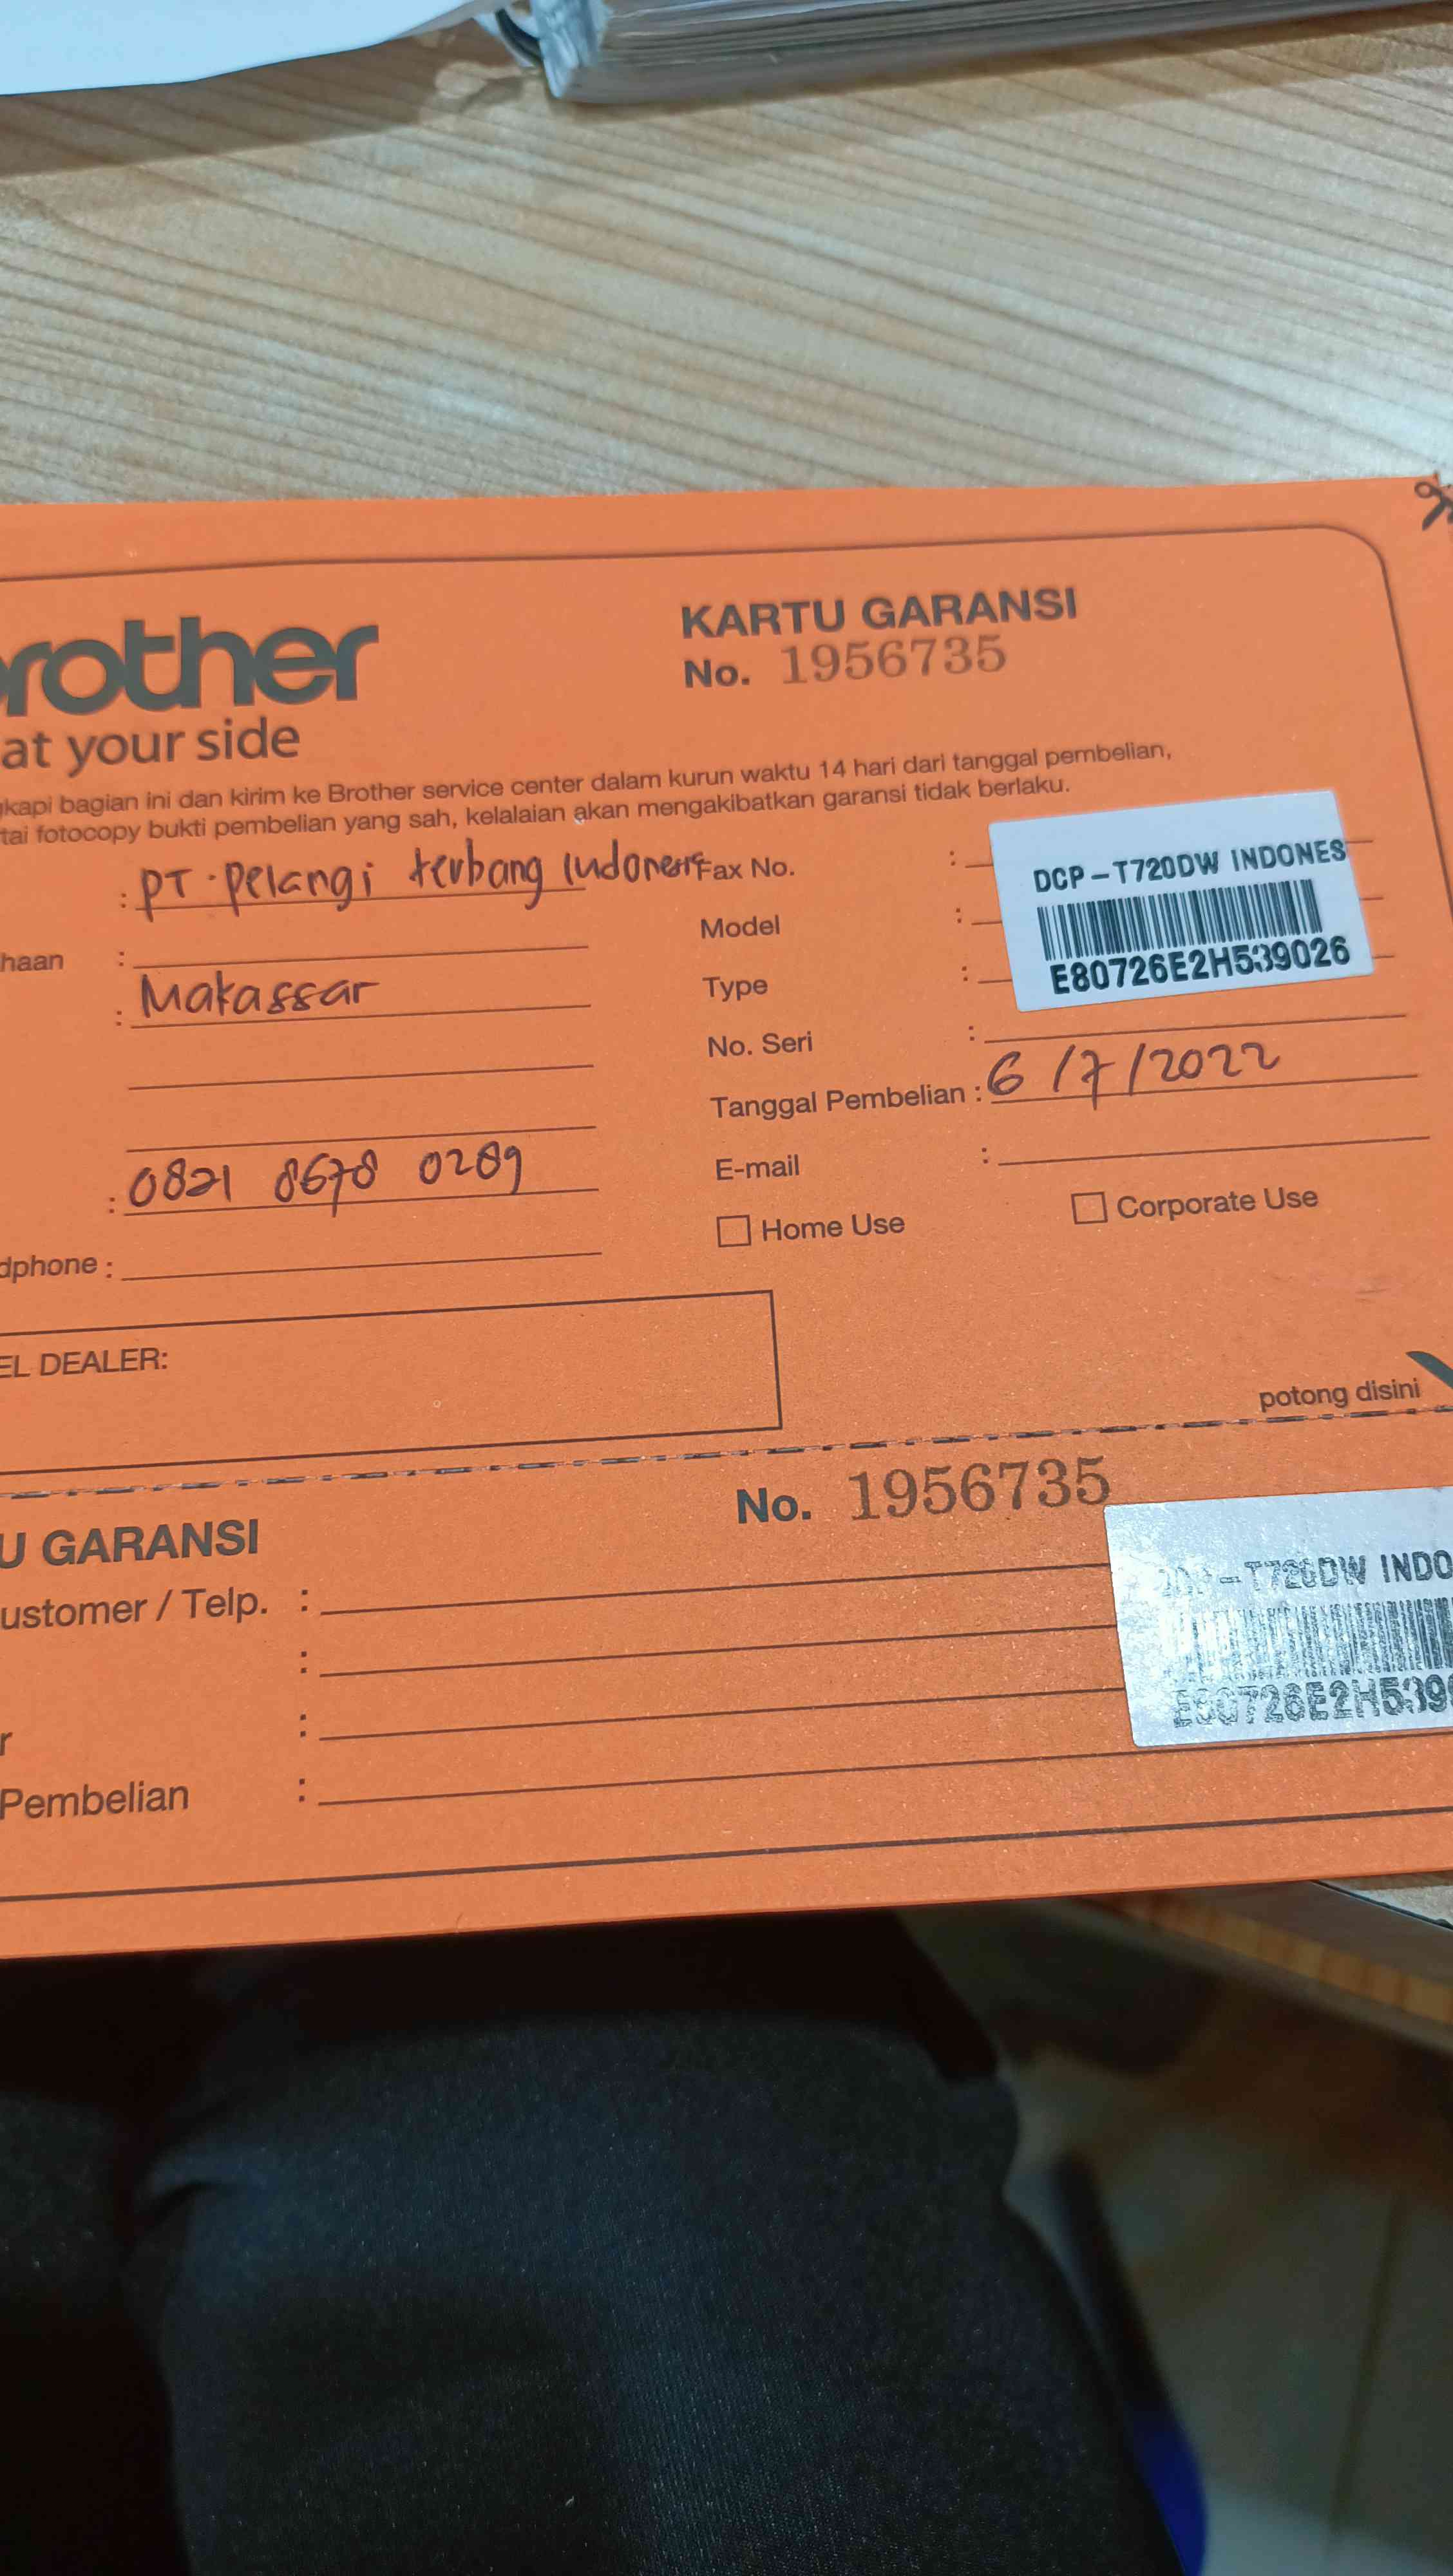 brother
at your side
KARTU GARANSI
No. 1956735
gkapi bagian ini dan kirim ke Brother service center dalam kurun waktu 14 hari dari tanggal pembelian,
tai fotocopy bukti pembelian yang sah, kelalaian akan mengakibatkan garansi tidak berlaku.
: PT. Pelangi terbang Indonesia
haan :
: Makassar
: 0821 8678 0289
dphone :
Fax No. :
Model :
Type :
No. Seri :
DCP-T720DW INDONES
E80726E2H539026
Tanggal Pembelian : 6/7/2022
E-mail :
Home Use
Corporate Use
EL DEALER:
potong disini
U GARANSI
No. 1956735
ustomer / Telp. :
:
r :
Pembelian :
DCP-T720DW INDO
E80726E2H539